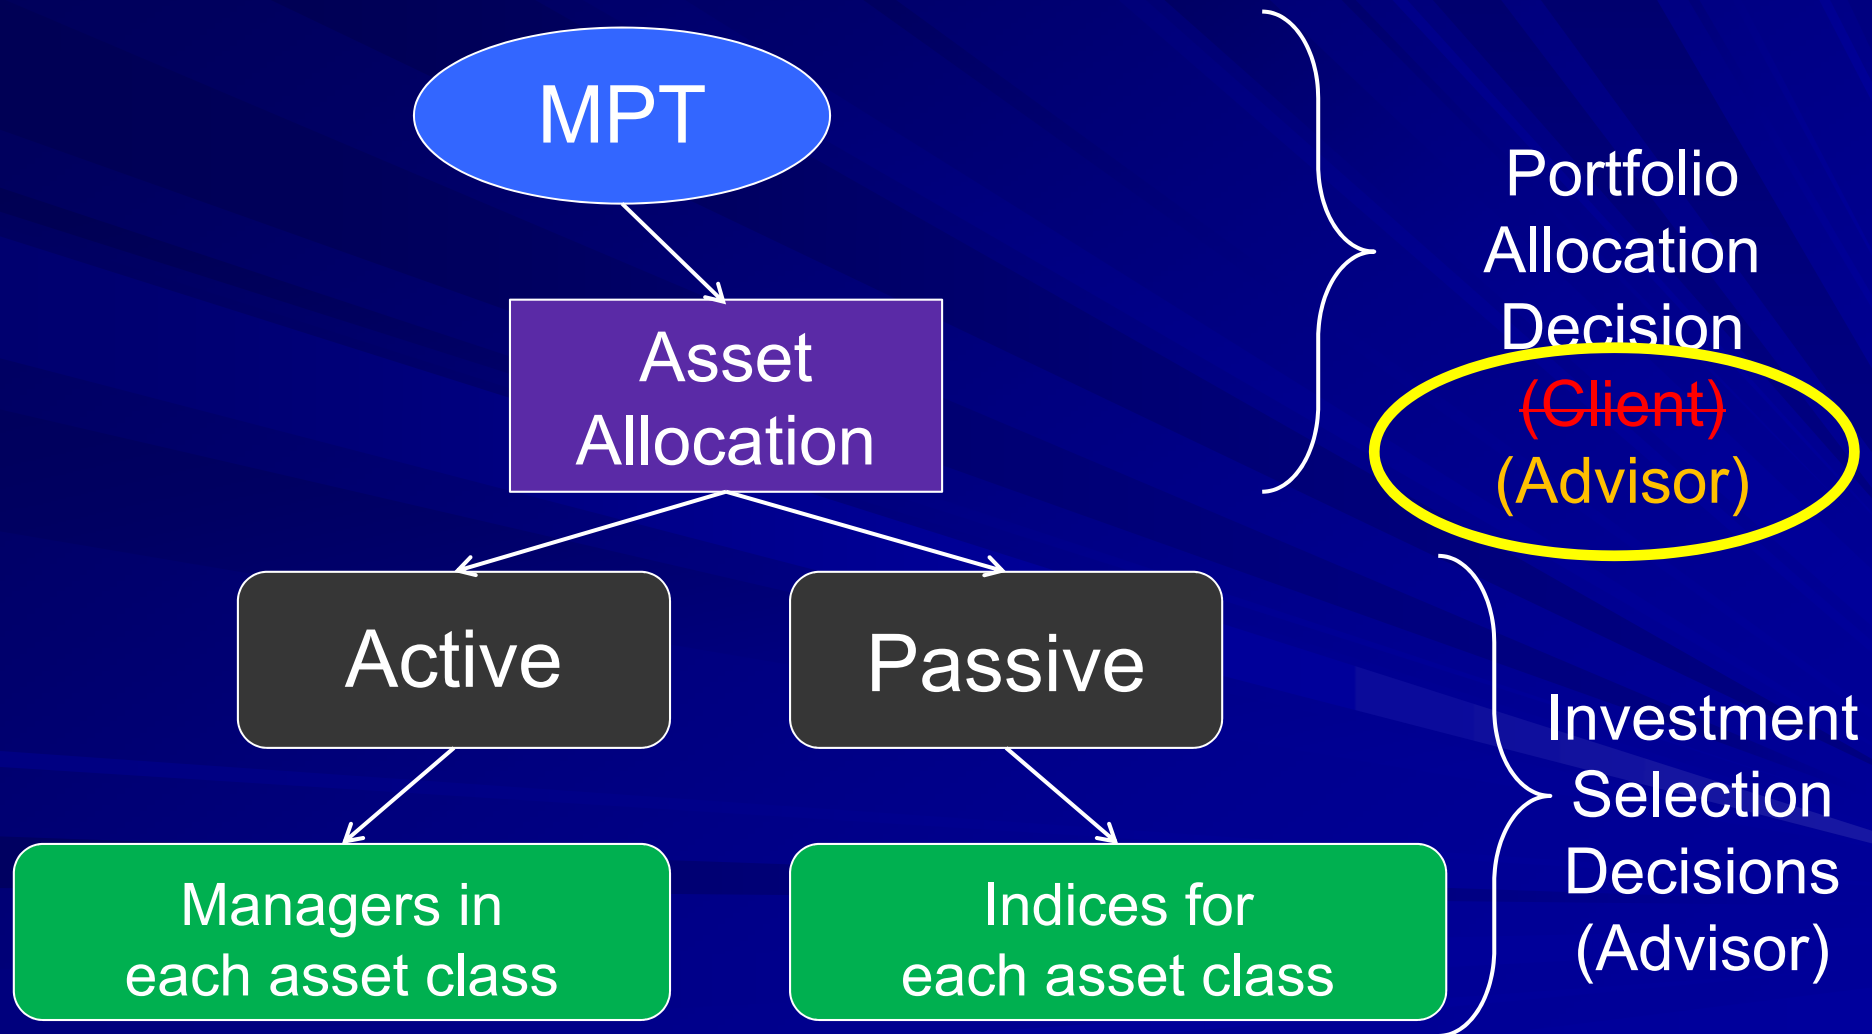 MPT
Asset
Allocation
Active
Passive
Managers in
each asset class
Indices for
each asset class
Portfolio
Allocation
Decision
(Client)
(Advisor)
Investment
Selection
Decisions
(Advisor)